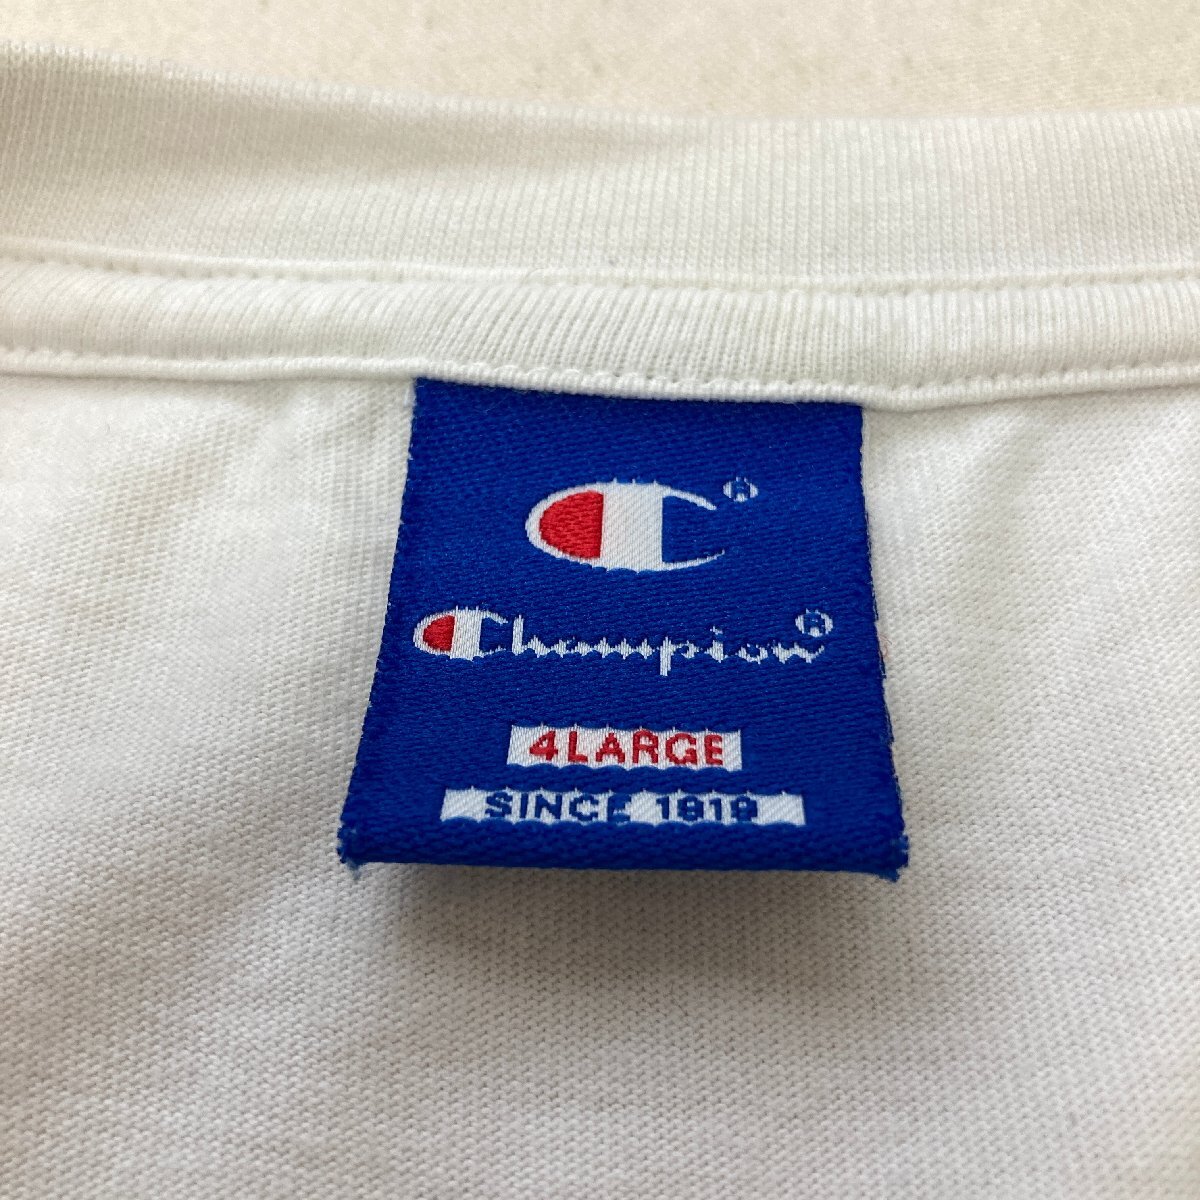 C®
Champion®
4LARGE
SINCE 1919